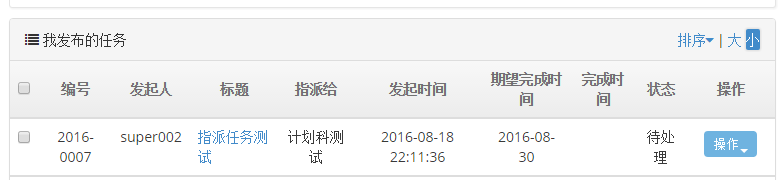 我发布的任务
排序 | 大 小
编号 发起人 标题 指派给 发起时间 期望完成时间 完成时间 状态 操作
2016-0007 super002 指派任务测试 计划科测试 2016-08-18 22:11:36 2016-08-30 待处理 操作